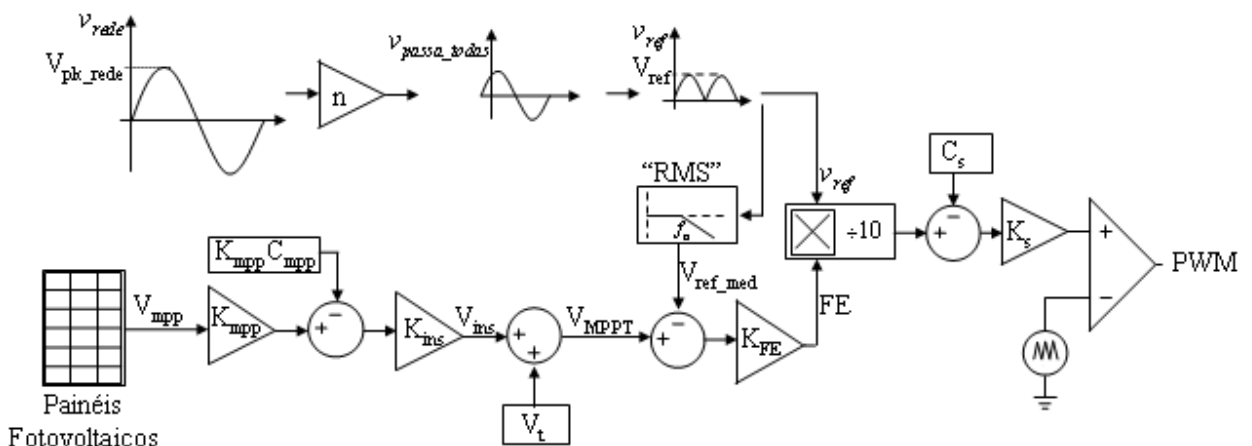 v_rede
V_pk_rede
n
v_passa_todas
v_ref
V_ref
"RMS"
f_o
v_ref
C_s
÷10
+ −
K_s
+
−
PWM
K_mpp C_mpp
V_ref_med
FE
V_mpp
K_mpp
+ −
K_ins
V_ins
+ +
V_MPPT
+ −
K_FE
V_t
Painéis
Fotovoltaicos